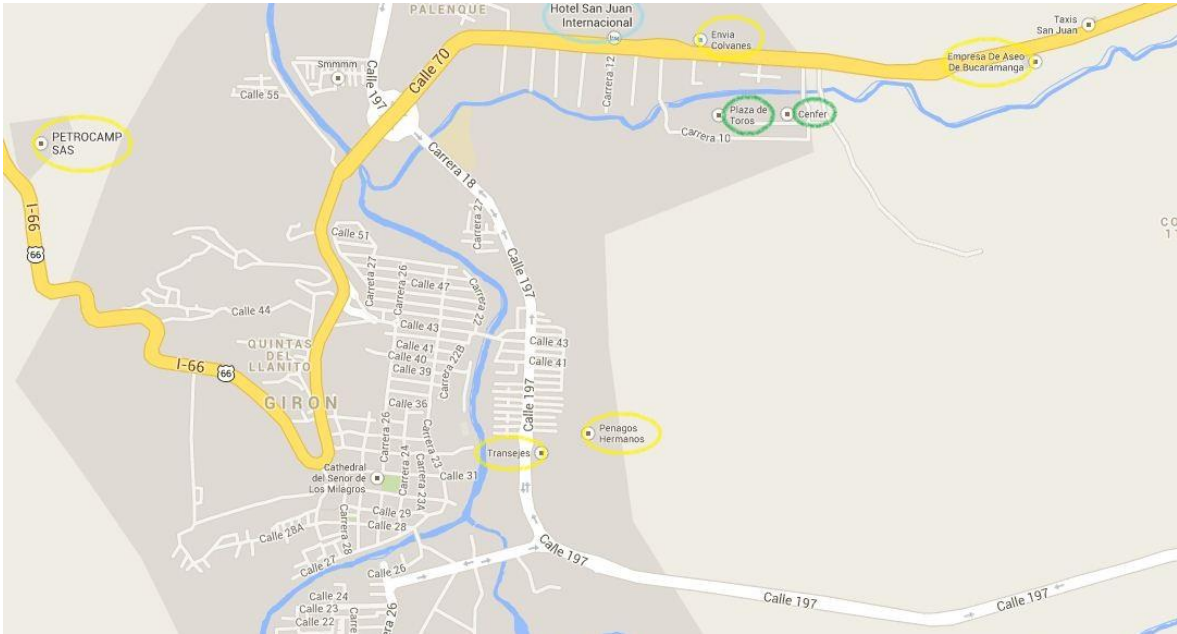 PALENQUE
Hotel San Juan
Internacional
Envia
Colvanes
Taxis
San Juan
Empresa De Aseo
De Bucaramanga
Smmmm
Calle 55
Calle 197
Calle 70
Carrera 12
Plaza de
Toros
Cenfer
Carrera 10
PETROCAMP
SAS
Carrera 18
I-66
66
Calle 51
Carrera 27
Carrera 27
Carrera 26
Calle 47
Carrera 22
Calle 197
CO
11
Calle 44
Calle 43
Calle 43
Calle 41
Calle 40
Calle 39
Carrera 22B
Calle 41
QUINTAS
DEL
LLANITO
I-66
66
GIRON
Calle 36
Calle 197
Carrera 26
Carrera 24
Carrera 23
Penagos
Hermanos
Transejes
Cathedral
del Senor de
Los Milagros
Calle 31
Carrera 23A
Calle 29
Calle 28
Calle 28A
Carrera 28
Calle 27
Calle 26
Calle 197
Calle 24
Calle 23
Calle 22
26
Calle 197
Calle 197